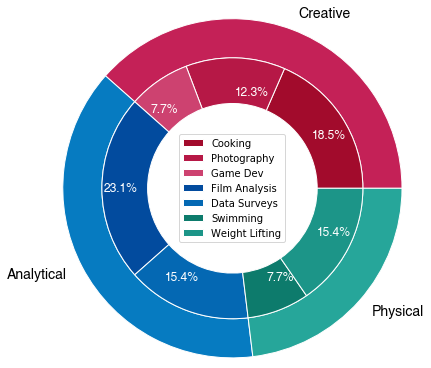 Creative
12.3%
7.7%
18.5%
Cooking
Photography
Game Dev
Film Analysis
Data Surveys
Swimming
Weight Lifting
23.1%
15.4%
15.4%
7.7%
Analytical
Physical